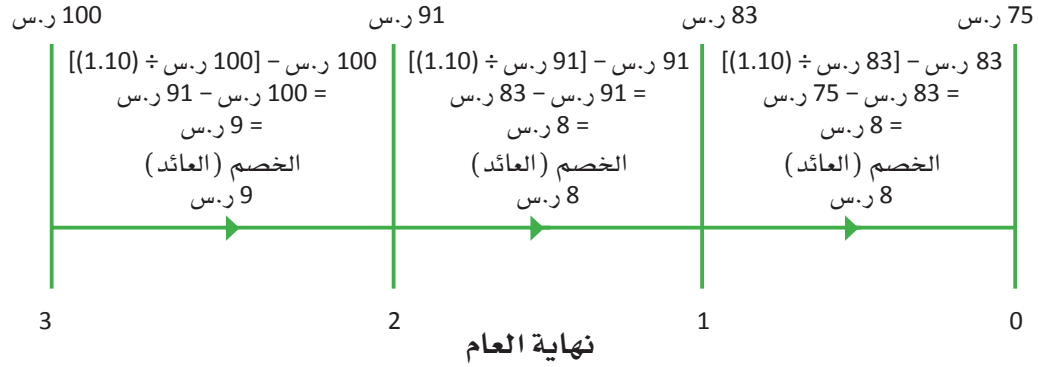 100 ر.س
91 ر.س
83 ر.س
75 ر.س
100 ر.س – [100 ر.س ÷ (1.10)]
= 100 ر.س – 91 ر.س
= 9 ر.س
الخصم (العائد)
9 ر.س
91 ر.س – [91 ر.س ÷ (1.10)]
= 91 ر.س – 83 ر.س
= 8 ر.س
الخصم (العائد)
8 ر.س
83 ر.س – [83 ر.س ÷ (1.10)]
= 83 ر.س – 75 ر.س
= 8 ر.س
الخصم (العائد)
8 ر.س
3
2
1
0
نهاية العام